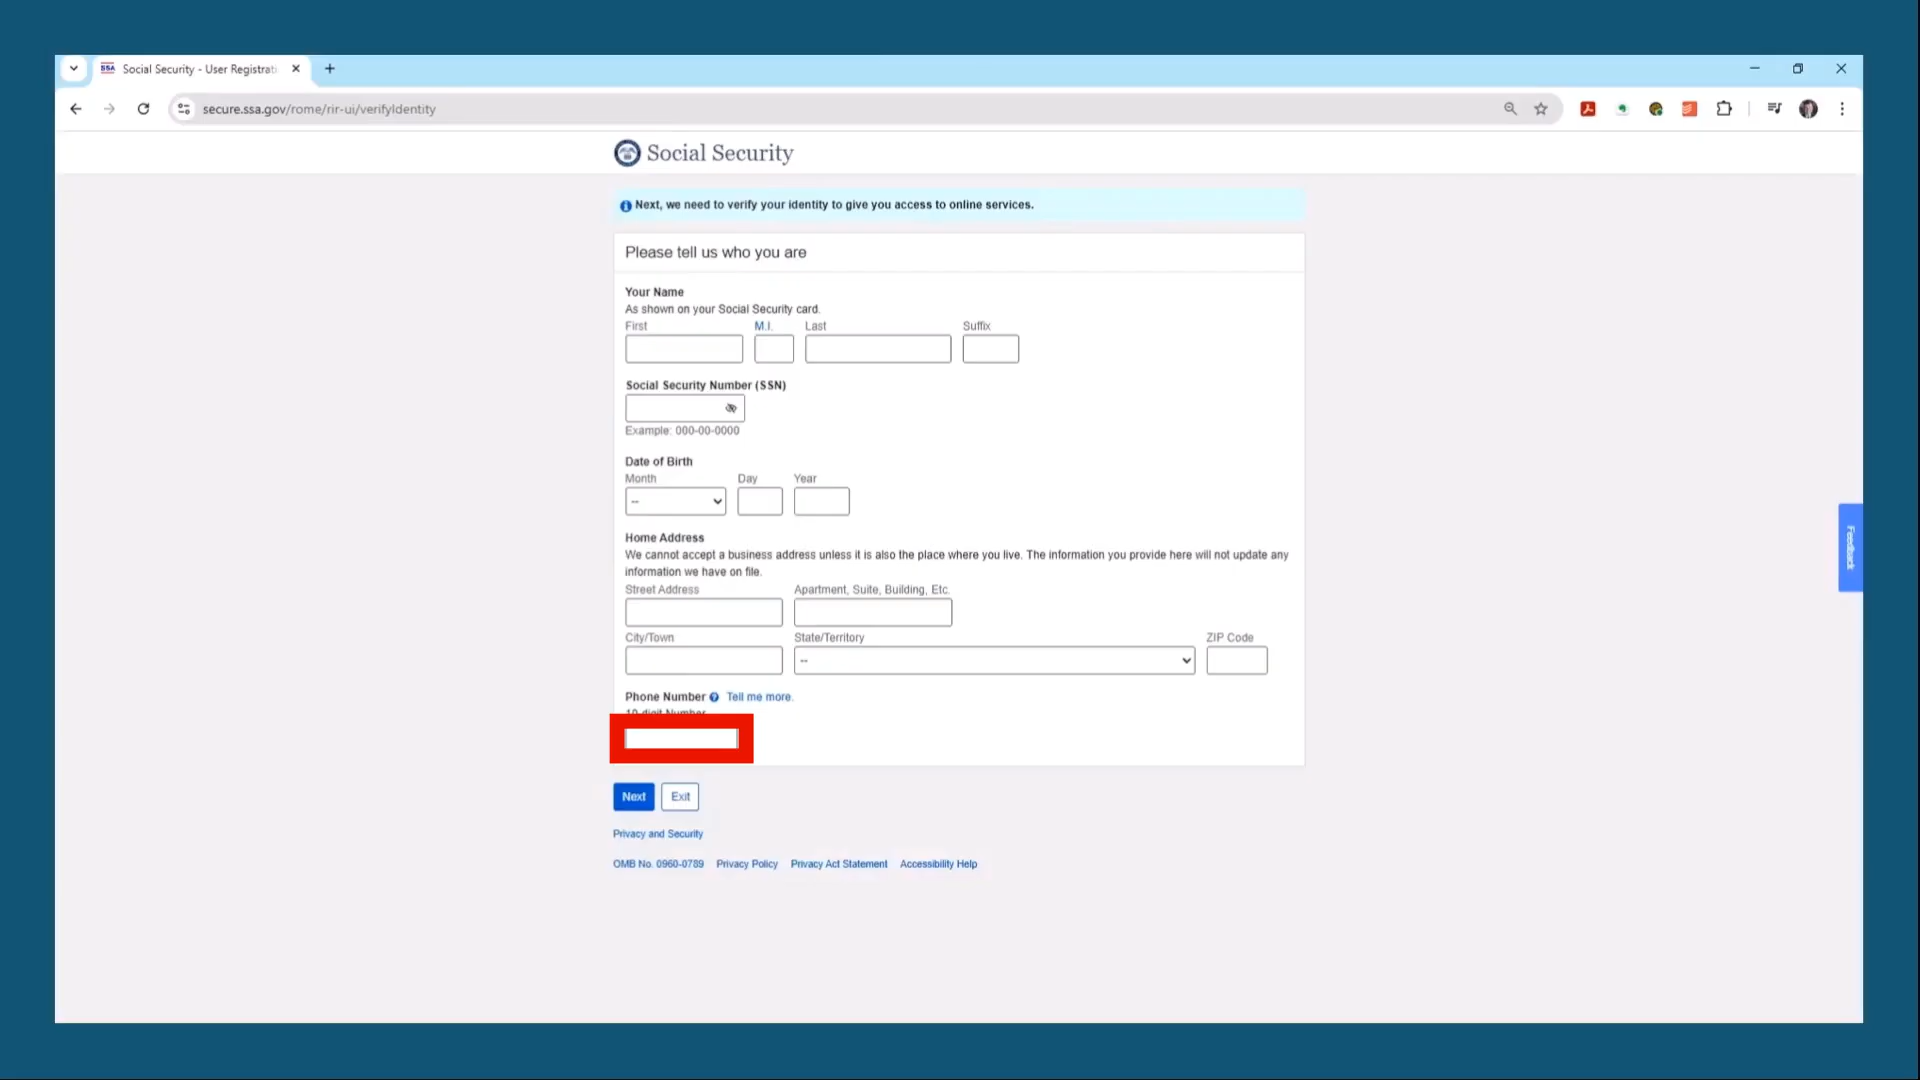 SSA Social Security - User Registrati
secure.ssa.gov/rome/rir-ui/verifyIdentity
Social Security
Next, we need to verify your identity to give you access to online services.
Please tell us who you are
Your Name
As shown on your Social Security card.
First M.I. Last Suffix
Social Security Number (SSN)
Example: 000-00-0000
Date of Birth
Month Day Year
--
Home Address
We cannot accept a business address unless it is also the place where you live. The information you provide here will not update any
information we have on file.
Street Address Apartment, Suite, Building, Etc.
City/Town State/Territory ZIP Code
--
Phone Number Tell me more.
10-digit Number
Next Exit
Privacy and Security
OMB No. 0960-0789 Privacy Policy Privacy Act Statement Accessibility Help
Feedback